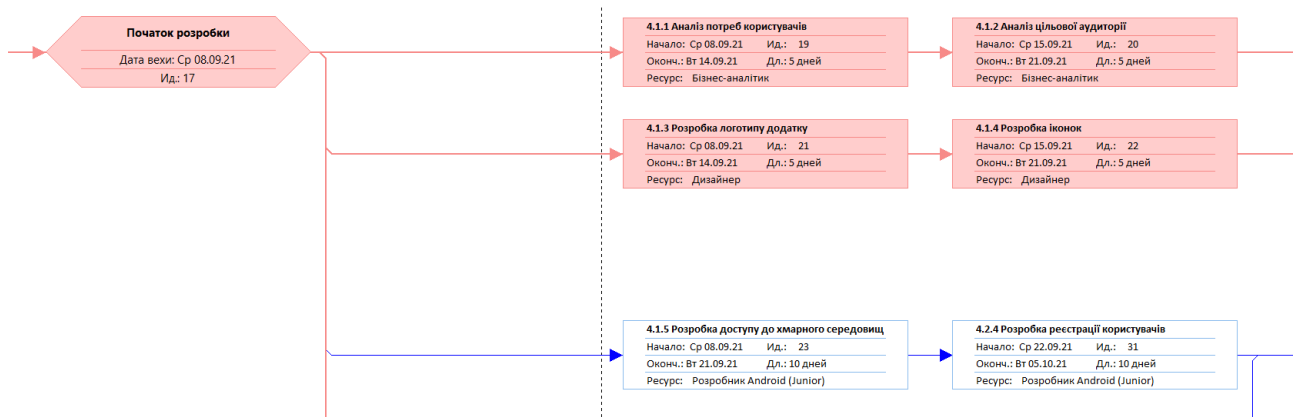 Початок розробки
Дата вехи: Ср 08.09.21
Ид.: 17
4.1.1 Аналіз потреб користувачів
Начало: Ср 08.09.21 Ид.: 19
Оконч.: Вт 14.09.21 Дл.: 5 дней
Ресурс: Бізнес-аналітик
4.1.2 Аналіз цільової аудиторії
Начало: Ср 15.09.21 Ид.: 20
Оконч.: Вт 21.09.21 Дл.: 5 дней
Ресурс: Бізнес-аналітик
4.1.3 Розробка логотипу додатку
Начало: Ср 08.09.21 Ид.: 21
Оконч.: Вт 14.09.21 Дл.: 5 дней
Ресурс: Дизайнер
4.1.4 Розробка іконок
Начало: Ср 15.09.21 Ид.: 22
Оконч.: Вт 21.09.21 Дл.: 5 дней
Ресурс: Дизайнер
4.1.5 Розробка доступу до хмарного середовищ
Начало: Ср 08.09.21 Ид.: 23
Оконч.: Вт 21.09.21 Дл.: 10 дней
Ресурс: Розробник Android (Junior)
4.2.4 Розробка реєстрації користувачів
Начало: Ср 22.09.21 Ид.: 31
Оконч.: Вт 05.10.21 Дл.: 10 дней
Ресурс: Розробник Android (Junior)